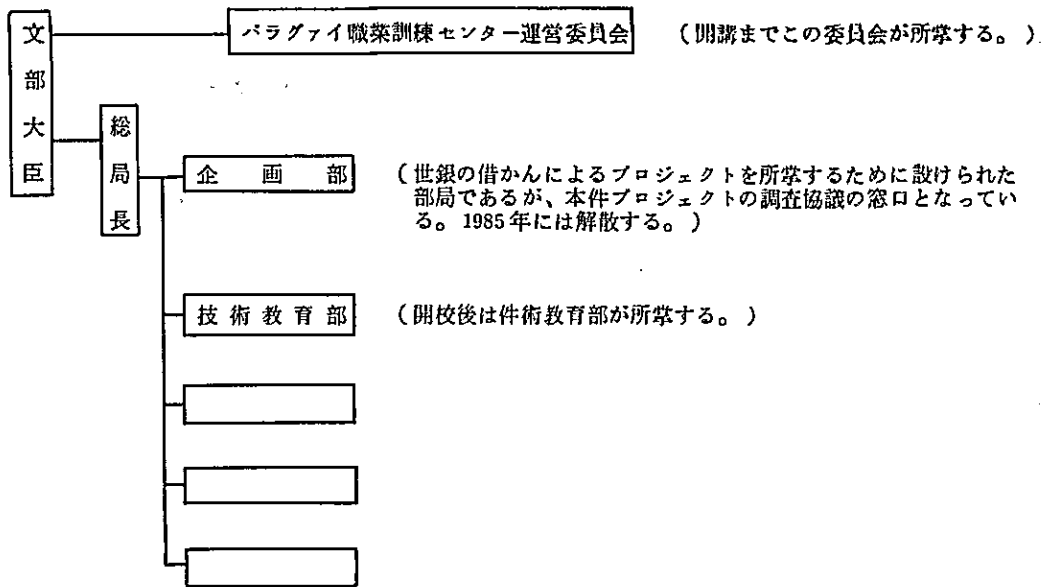 文部大臣
パラグァイ職業訓練センター運営委員会
(開講までこの委員会が所掌する。)
総局長
企画部
(世銀の借かんによるプロジェクトを所掌するために設けられた
部局であるが、本件プロジェクトの調査協議の窓口となってい
る。1985年には解散する。)
技術教育部
(開校後は件術教育部が所掌する。)